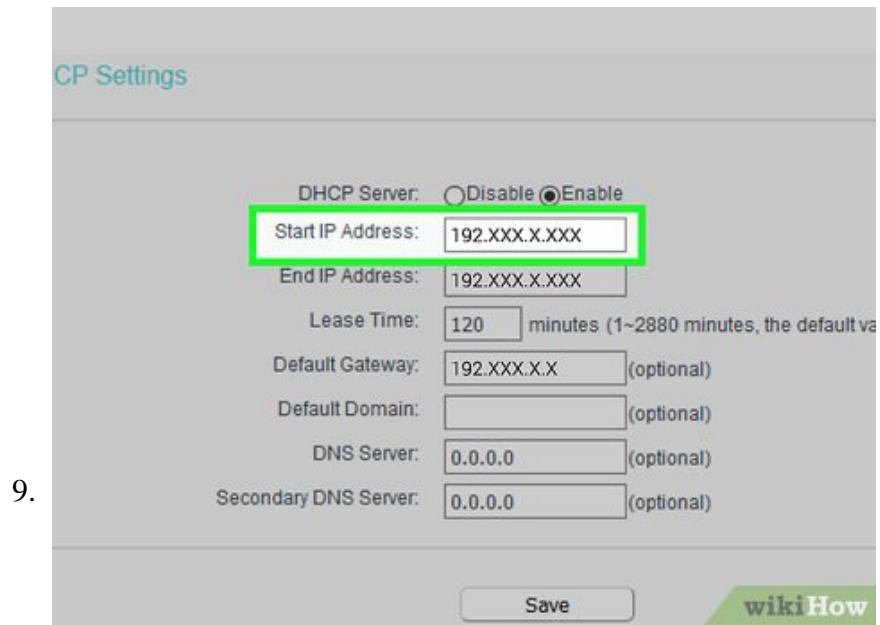 CP Settings
DHCP Server: Disable Enable
Start IP Address: 192.XXX.X.XXX
End IP Address: 192.XXX.X.XXX
Lease Time: 120 minutes (1~2880 minutes, the default va
Default Gateway: 192.XXX.X.X (optional)
Default Domain: (optional)
DNS Server: 0.0.0.0 (optional)
9.
Secondary DNS Server: 0.0.0.0 (optional)
Save
wikiHow